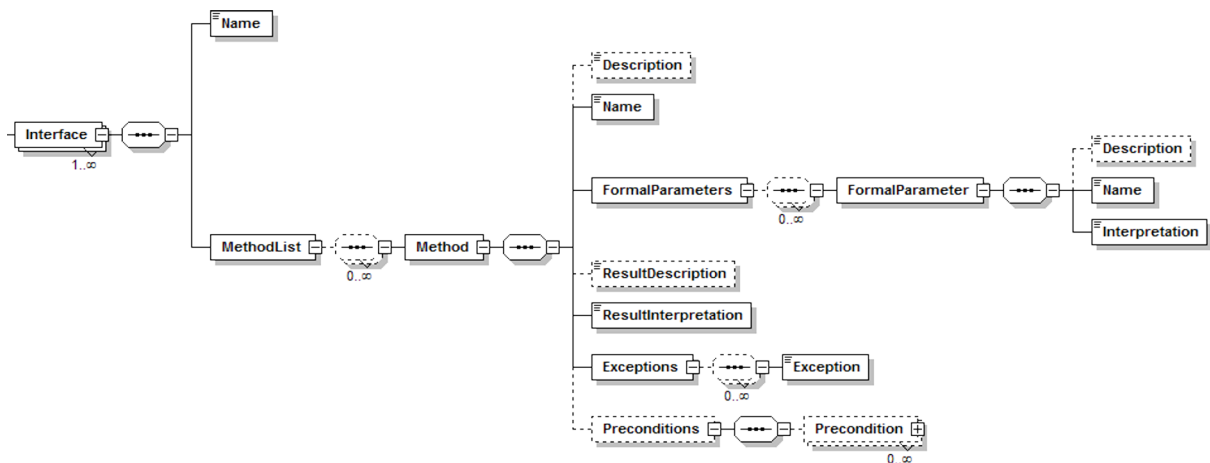 Name
Interface
1..∞
MethodList
0..∞
Method
Description
Name
FormalParameters
0..∞
FormalParameter
Description
Name
Interpretation
ResultDescription
ResultInterpretation
Exceptions
0..∞
Exception
Preconditions
Precondition
0..∞